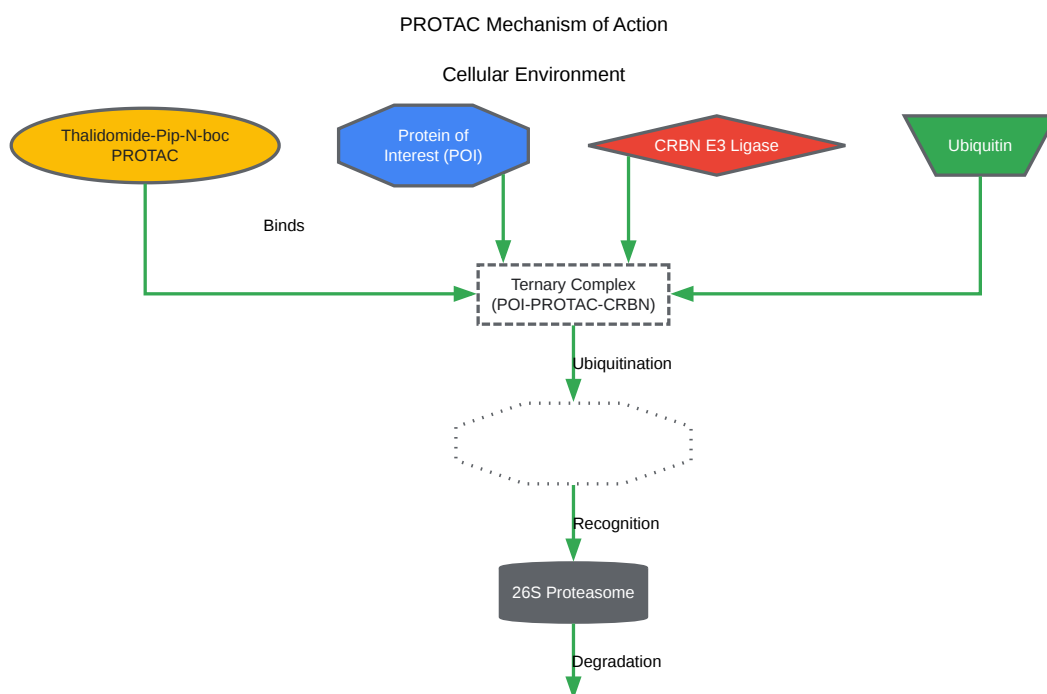 PROTAC Mechanism of Action
Cellular Environment
Thalidomide-Pip-N-boc
PROTAC
Protein of
Interest (POI)
CRBN E3 Ligase
Ubiquitin
Binds
Ternary Complex
(POI-PROTAC-CRBN)
Ubiquitination
Recognition
26S Proteasome
Degradation